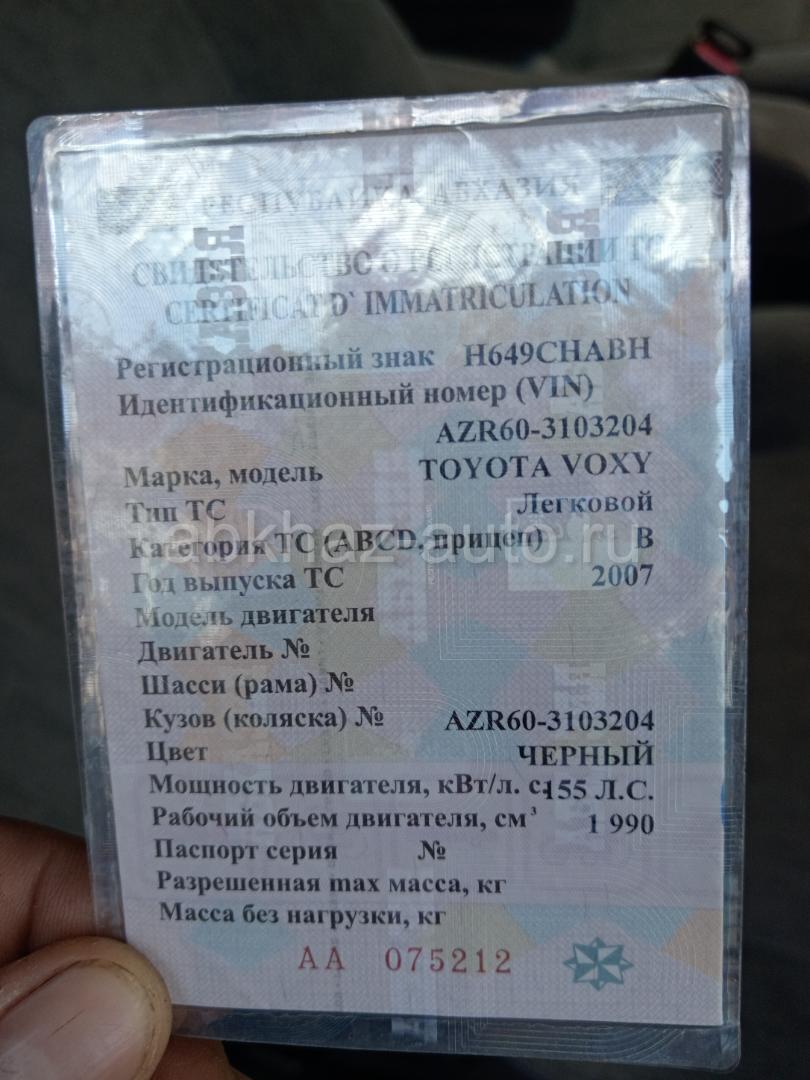 РЕСПУБЛИКА АБХАЗИЯ
СВИДЕТЕЛЬСТВО О РЕГИСТРАЦИИ ТС
CERTIFICAT D` IMMATRICULATION
Регистрационный знак H649CHABH
Идентификационный номер (VIN)
AZR60-3103204
Марка, модель TOYOTA VOXY
Тип ТС Легковой
abkhaz-auto.ru
Категория ТС (ABCD, прицеп) B
Год выпуска ТС 2007
Модель двигателя
Двигатель №
Шасси (рама) №
Кузов (коляска) № AZR60-3103204
Цвет ЧЕРНЫЙ
Мощность двигателя, кВт/л. с. 155 Л.С.
Рабочий объем двигателя, см³ 1 990
Паспорт серия №
Разрешенная max масса, кг
Масса без нагрузки, кг
АА 075212